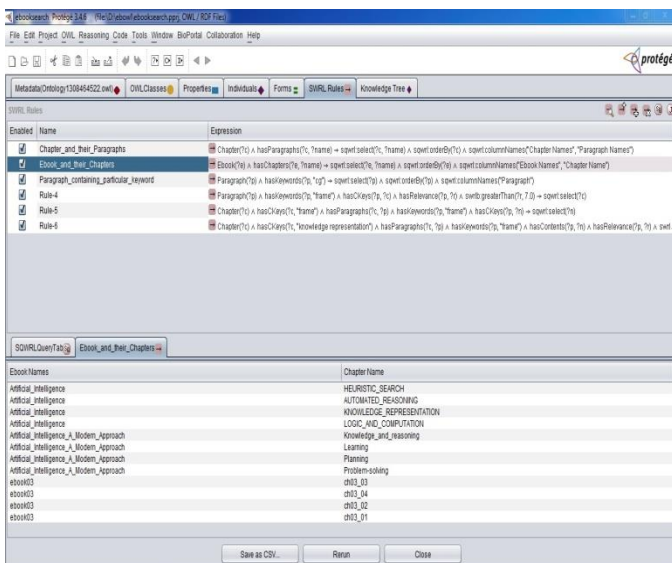 ebooksearch Protégé 3.4.6 (file:\D:\ebowl\ebooksearch.pprj, OWL / RDF Files)
File Edit Project OWL Reasoning Code Tools Window BioPortal Collaboration Help
protégé
Metadata(Ontology1308464522.owl) OWLClasses Properties Individuals Forms SWRL Rules Knowledge Tree
SWRL Rules
Enabled Name Expression
Chapter_and_their_Paragraphs Chapter(?c) ∧ hasParagraphs(?c, ?name) → sqwrl:select(?c, ?name) ∧ sqwrl:orderBy(?c) ∧ sqwrl:columnNames("Chapter Names", "Paragraph Names")
Ebook_and_their_Chapters Ebook(?e) ∧ hasChapters(?e, ?name) → sqwrl:select(?e, ?name) ∧ sqwrl:orderBy(?e) ∧ sqwrl:columnNames("Ebook Names", "Chapter Name")
Paragraph_containing_particular_keyword Paragraph(?p) ∧ hasKeywords(?p, "cg") → sqwrl:select(?p) ∧ sqwrl:orderBy(?p) ∧ sqwrl:columnNames("Paragraph")
Rule-4 Paragraph(?p) ∧ hasKeywords(?p, "frame") ∧ hasCKeys(?p, ?c) ∧ hasRelevance(?p, ?r) ∧ swrlb:greaterThan(?r, 7.0) → sqwrl:select(?c)
Rule-5 Chapter(?c) ∧ hasCKeys(?c, "frame") ∧ hasParagraphs(?c, ?p) ∧ hasKeywords(?p, "frame") ∧ hasCKeys(?p, ?n) → sqwrl:select(?n)
Rule-6 Chapter(?c) ∧ hasCKeys(?c, "knowledge representation") ∧ hasParagraphs(?c, ?p) ∧ hasKeywords(?p, "frame") ∧ hasContents(?p, ?n) ∧ hasRelevance(?p, ?r) ∧ swrl
SQWRLQueryTab Ebook_and_their_Chapters
Ebook Names Chapter Name
Artificial_Intelligence HEURISTIC_SEARCH
Artificial_Intelligence AUTOMATED_REASONING
Artificial_Intelligence KNOWLEDGE_REPRESENTATION
Artificial_Intelligence LOGIC_AND_COMPUTATION
Artificial_Intelligence_A_Modern_Approach Knowledge_and_reasoning
Artificial_Intelligence_A_Modern_Approach Learning
Artificial_Intelligence_A_Modern_Approach Planning
Artificial_Intelligence_A_Modern_Approach Problem-solving
ebook03 ch03_03
ebook03 ch03_04
ebook03 ch03_02
ebook03 ch03_01
Save as CSV... Rerun Close